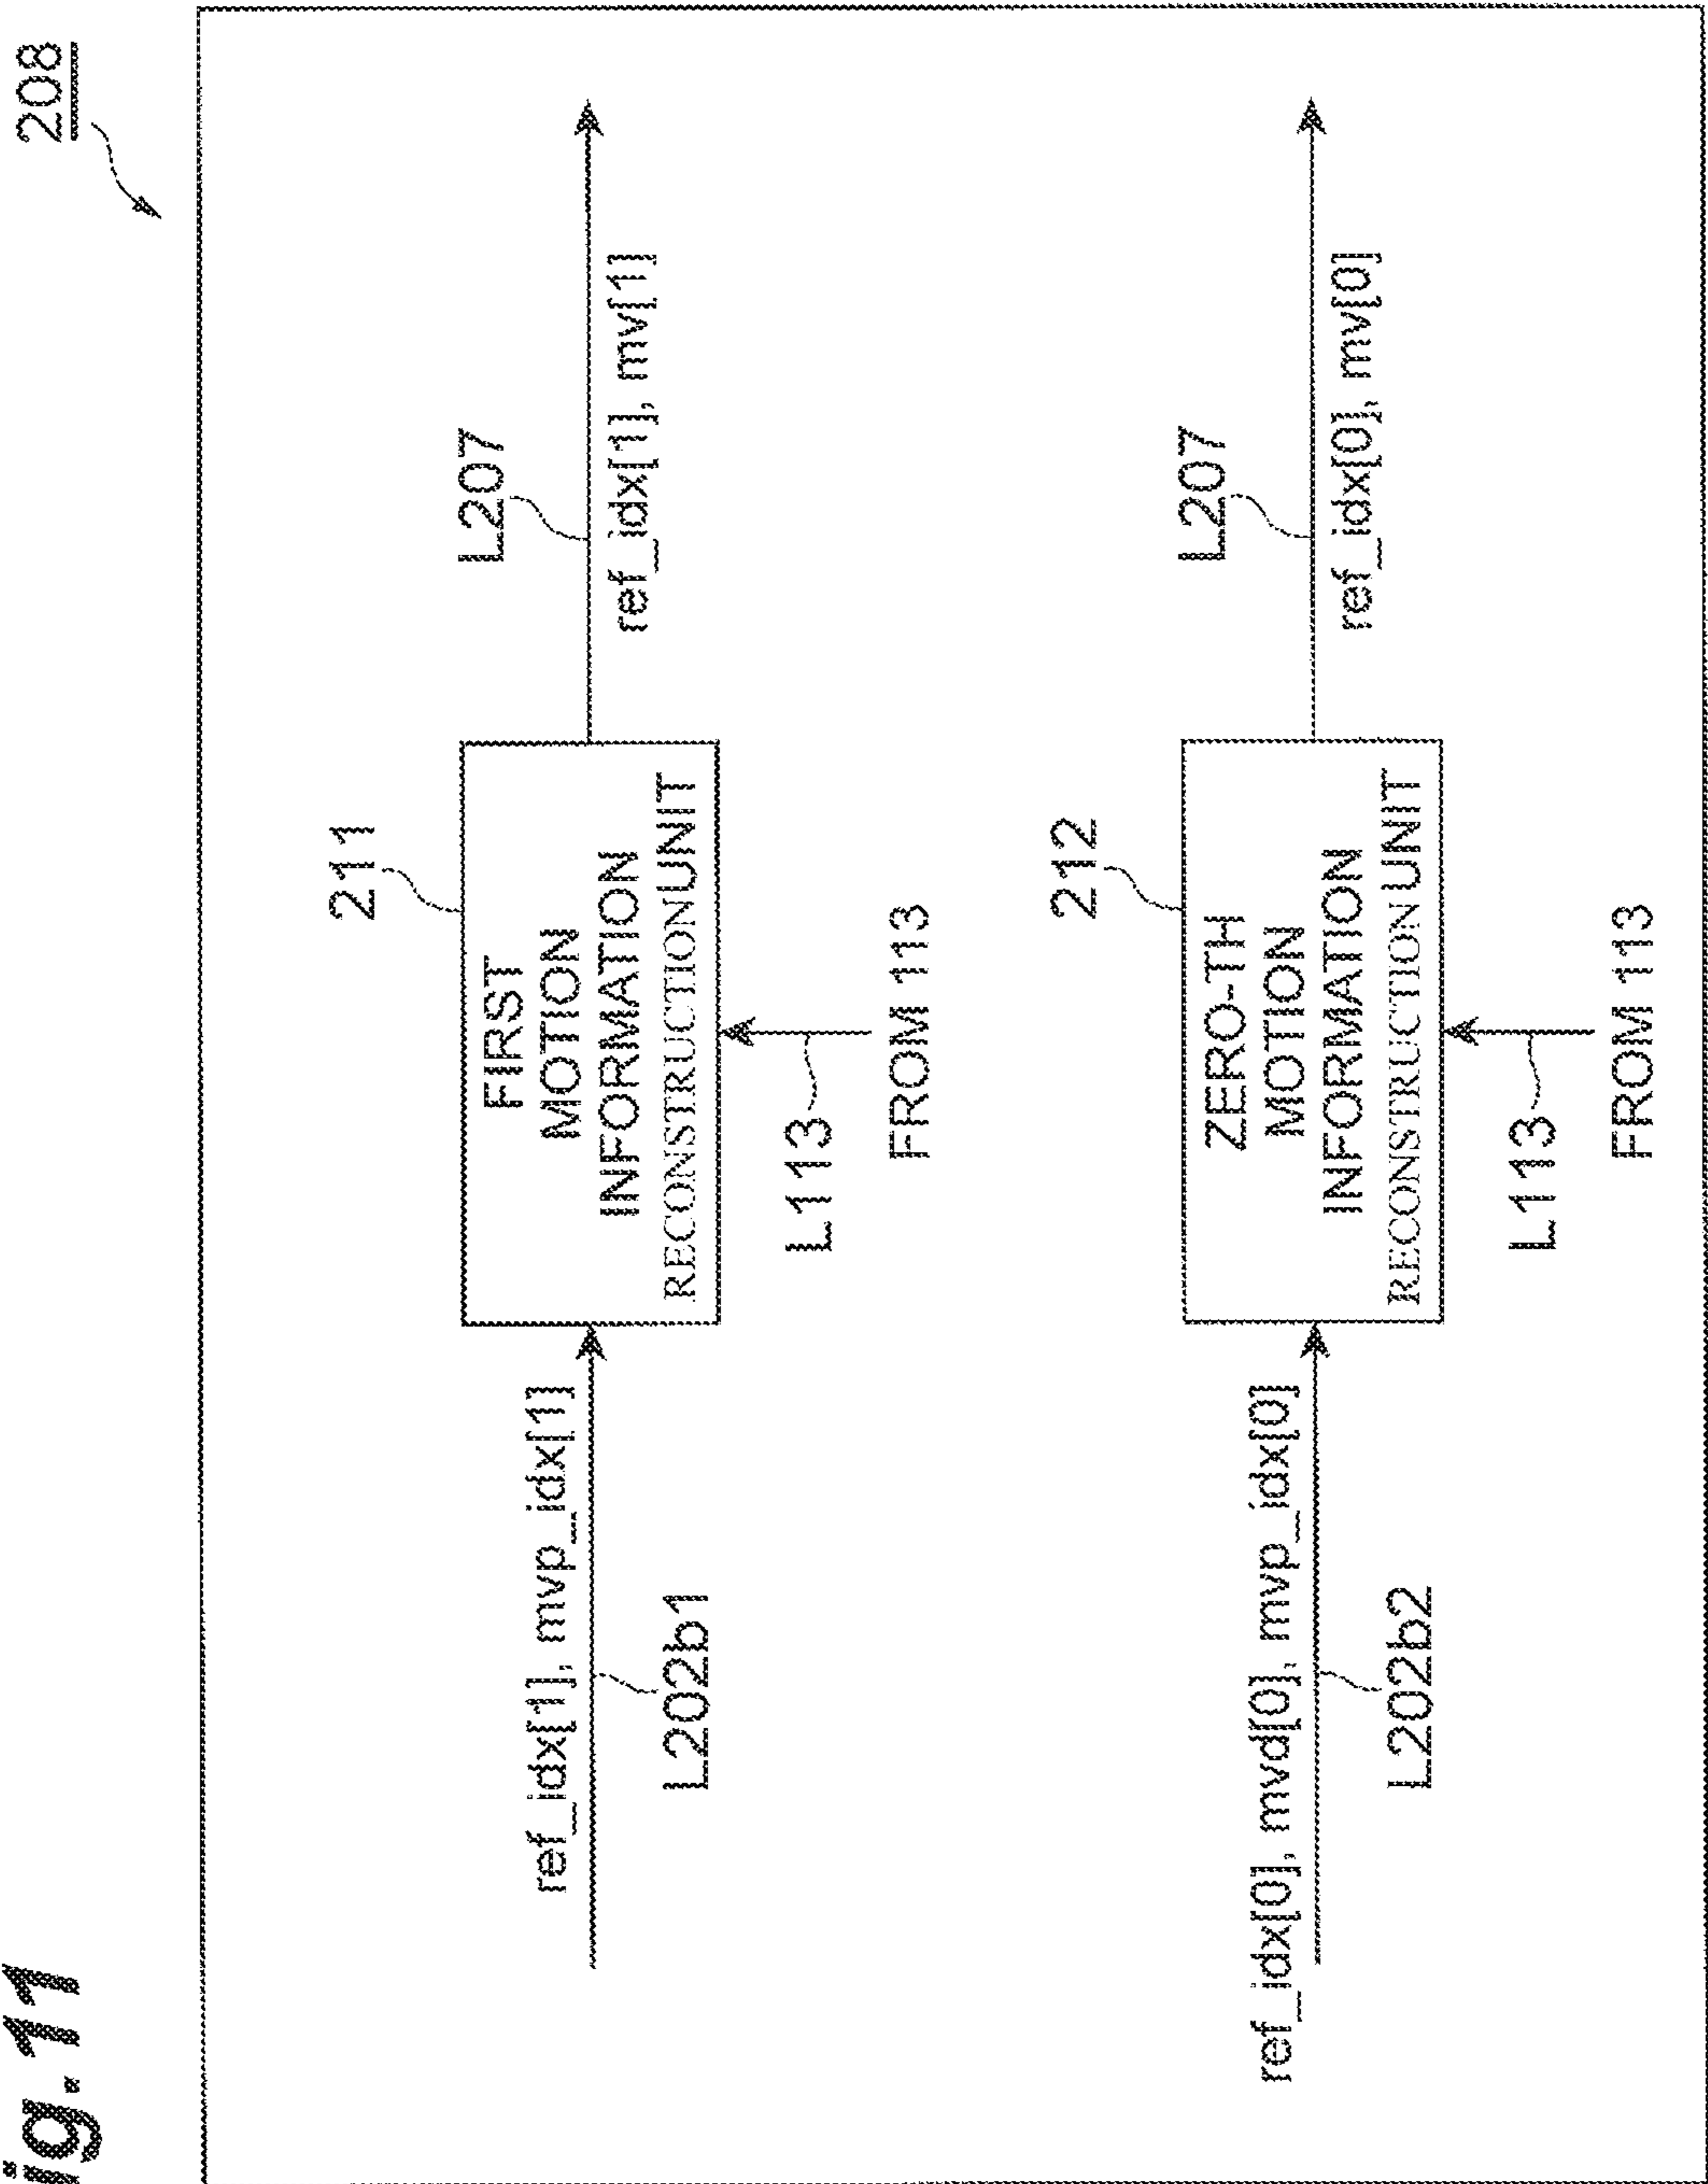 ig.11
208
211
FIRST
MOTION
INFORMATION
RECONSTRUCTION UNIT
ref_idx[1], mvp_idx[1]
L202b1
L207
ref_idx[1], mv[1]
L113
FROM 113
212
ZERO-TH
MOTION
INFORMATION
RECONSTRUCTION UNIT
ref_idx[0], mvd[0], mvp_idx[0]
L202b2
L207
ref_idx[0], mv[0]
L113
FROM 113